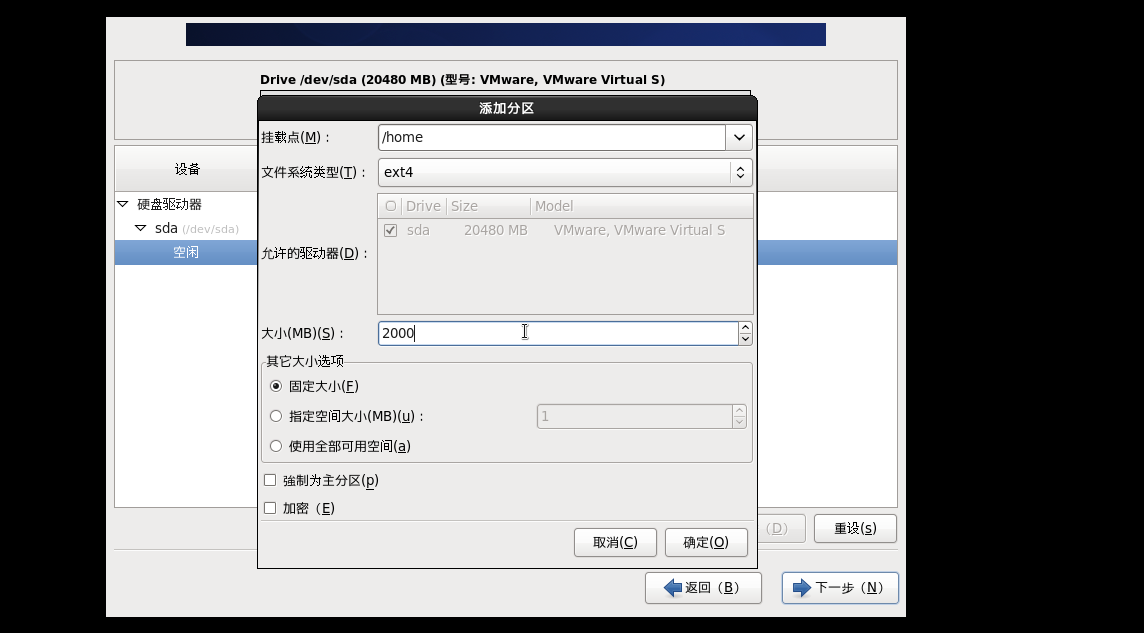 Drive /dev/sda (20480 MB) (型号: VMware, VMware Virtual S)
添加分区
挂载点(M)：
/home
文件系统类型(T)：
ext4
设备
硬盘驱动器
sda (/dev/sda)
空闲
Drive Size Model
sda 20480 MB VMware, VMware Virtual S
允许的驱动器(D)：
大小(MB)(S)：
2000
其它大小选项
固定大小(F)
指定空间大小(MB)(u)：
1
使用全部可用空间(a)
強制为主分区(p)
加密（E)
取消(C)
确定(O)
（D）
重设(s)
返回（B）
下一步（N）